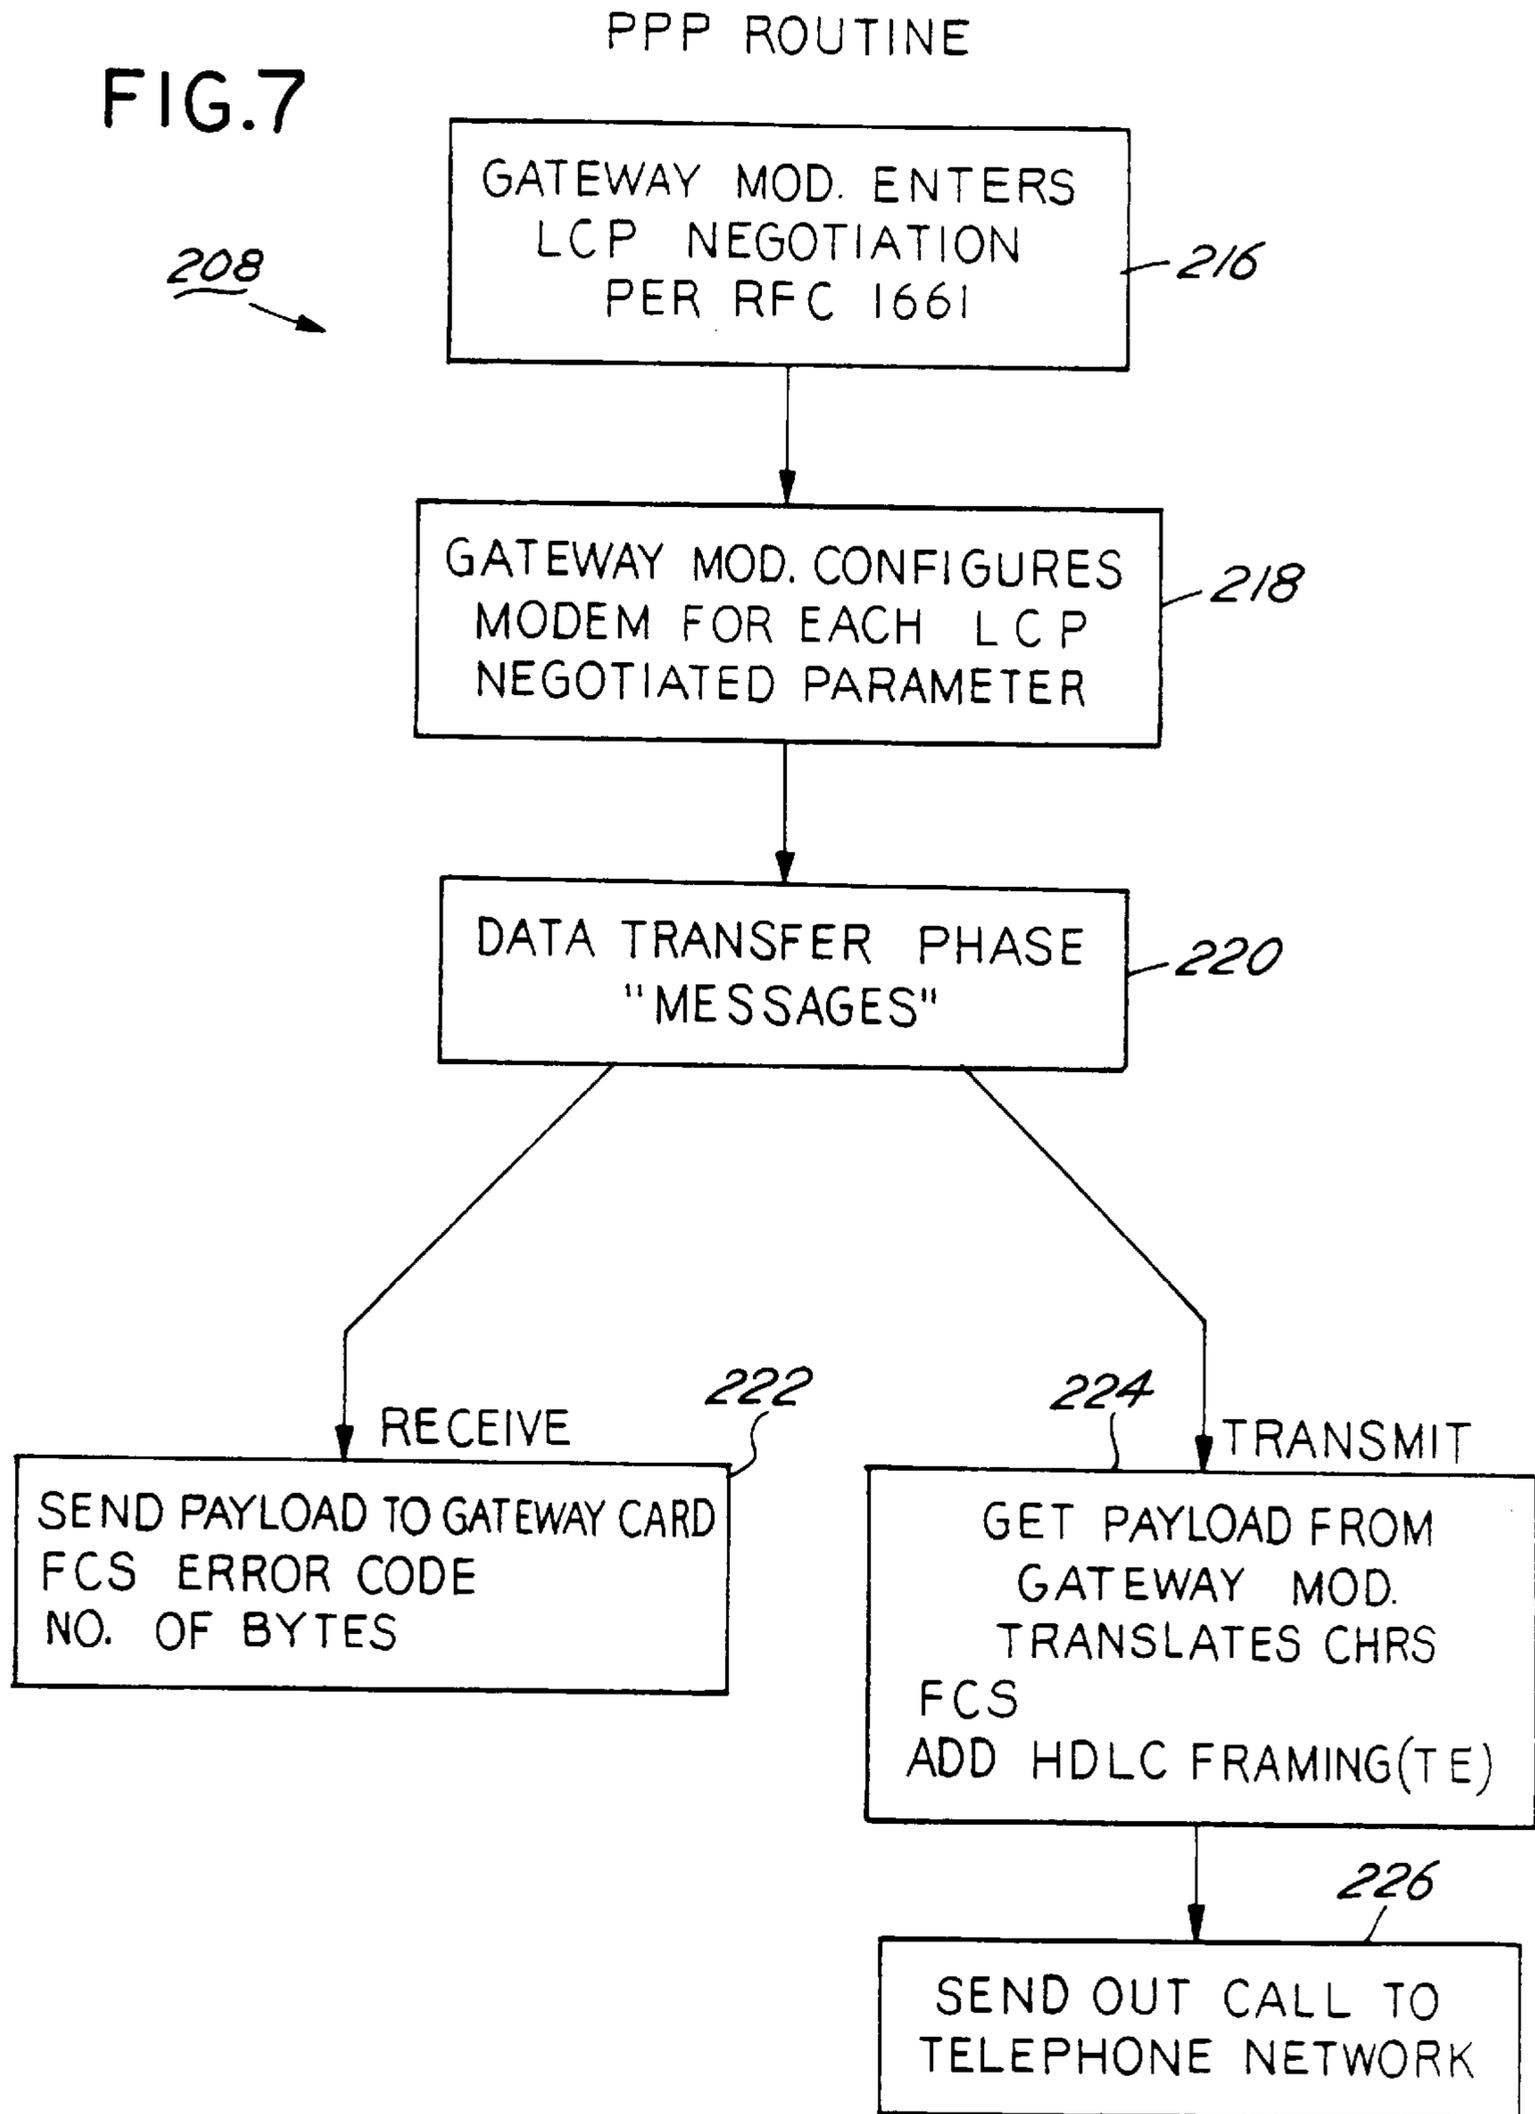 PPP ROUTINE
FIG.7
GATEWAY MOD. ENTERS
LCP NEGOTIATION
PER RFC 1661
208
216
GATEWAY MOD. CONFIGURES
MODEM FOR EACH LCP
NEGOTIATED PARAMETER
218
DATA TRANSFER PHASE
"MESSAGES"
220
RECEIVE
222
SEND PAYLOAD TO GATEWAY CARD
FCS ERROR CODE
NO. OF BYTES
224
TRANSMIT
GET PAYLOAD FROM
GATEWAY MOD.
TRANSLATES CHRS
FCS
ADD HDLC FRAMING(TE)
226
SEND OUT CALL TO
TELEPHONE NETWORK